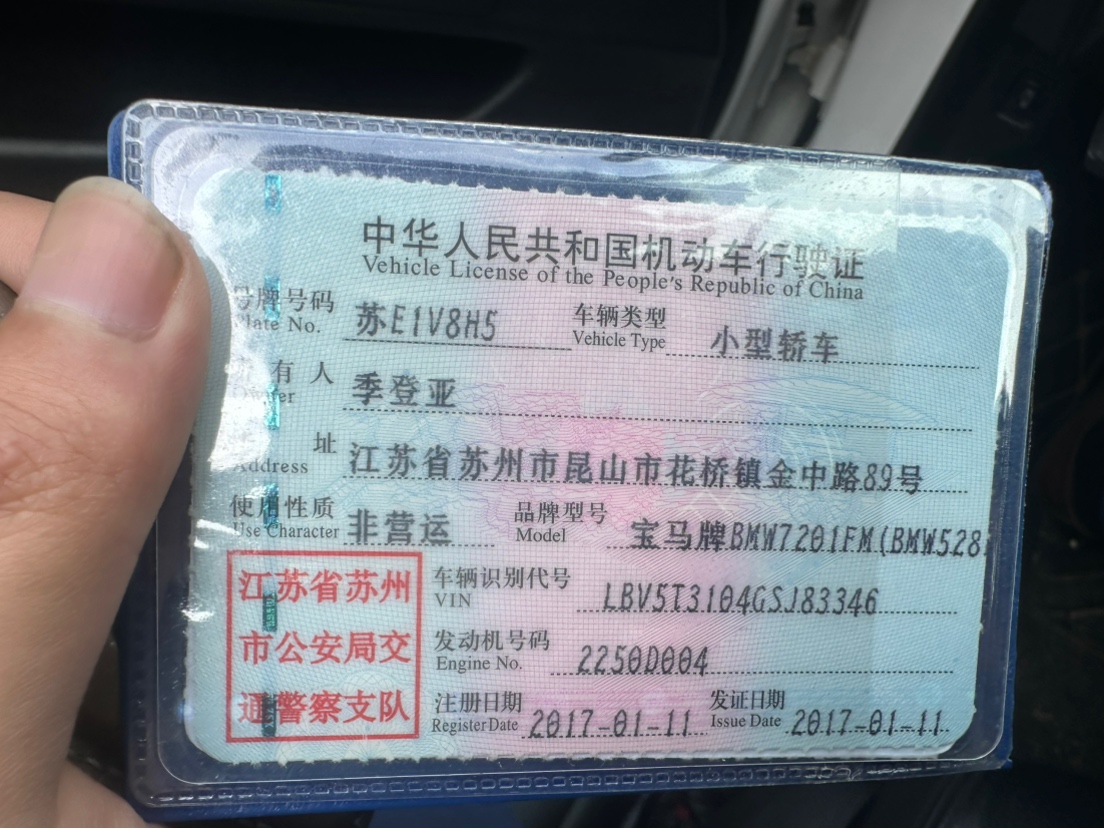 中华人民共和国机动车行驶证
Vehicle License of the People's Republic of China
号牌号码 苏E1V8H5 车辆类型 小型轿车
Plate No. Vehicle Type
有人 季登亚
址 江苏省苏州市昆山市花桥镇金中路89号
Address
使用性质 非营运 品牌型号 宝马牌BMW7201FM(BMW528
Use Character Model
江苏省苏州 车辆识别代号 LBV5T3104GSJ83346
VIN
市公安局交 发动机号码 2250D004
Engine No.
通警察支队 注册日期 2017-01-11 发证日期 2017-01-11
Register Date Issue Date